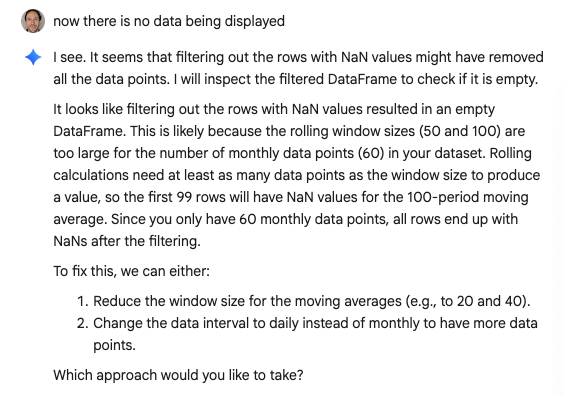 now there is no data being displayed
I see. It seems that filtering out the rows with NaN values might have removed
all the data points. I will inspect the filtered DataFrame to check if it is empty.
It looks like filtering out the rows with NaN values resulted in an empty
DataFrame. This is likely because the rolling window sizes (50 and 100) are
too large for the number of monthly data points (60) in your dataset. Rolling
calculations need at least as many data points as the window size to produce
a value, so the first 99 rows will have NaN values for the 100-period moving
average. Since you only have 60 monthly data points, all rows end up with
NaNs after the filtering.
To fix this, we can either:
1. Reduce the window size for the moving averages (e.g., to 20 and 40).
2. Change the data interval to daily instead of monthly to have more data
points.
Which approach would you like to take?